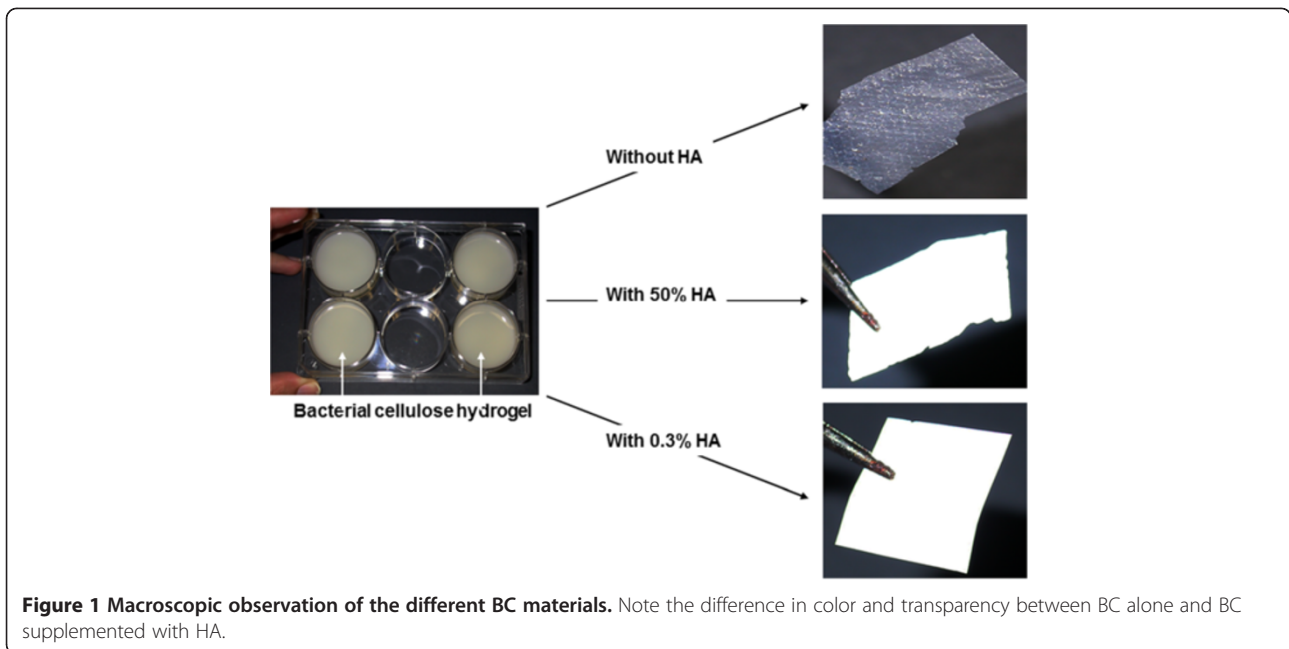 Without HA
With 50% HA
Bacterial cellulose hydrogel
With 0.3% HA
Figure 1 Macroscopic observation of the different BC materials. Note the difference in color and transparency between BC alone and BC
supplemented with HA.